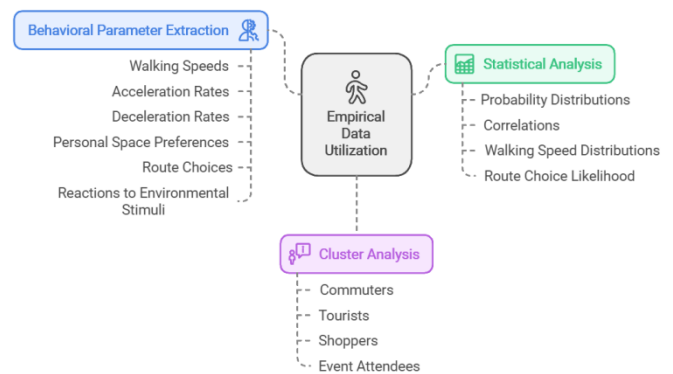 Behavioral Parameter Extraction
Walking Speeds
Acceleration Rates
Deceleration Rates
Personal Space Preferences
Route Choices
Reactions to Environmental
Stimuli
Empirical
Data
Utilization
Statistical Analysis
Probability Distributions
Correlations
Walking Speed Distributions
Route Choice Likelihood
Cluster Analysis
Commuters
Tourists
Shoppers
Event Attendees